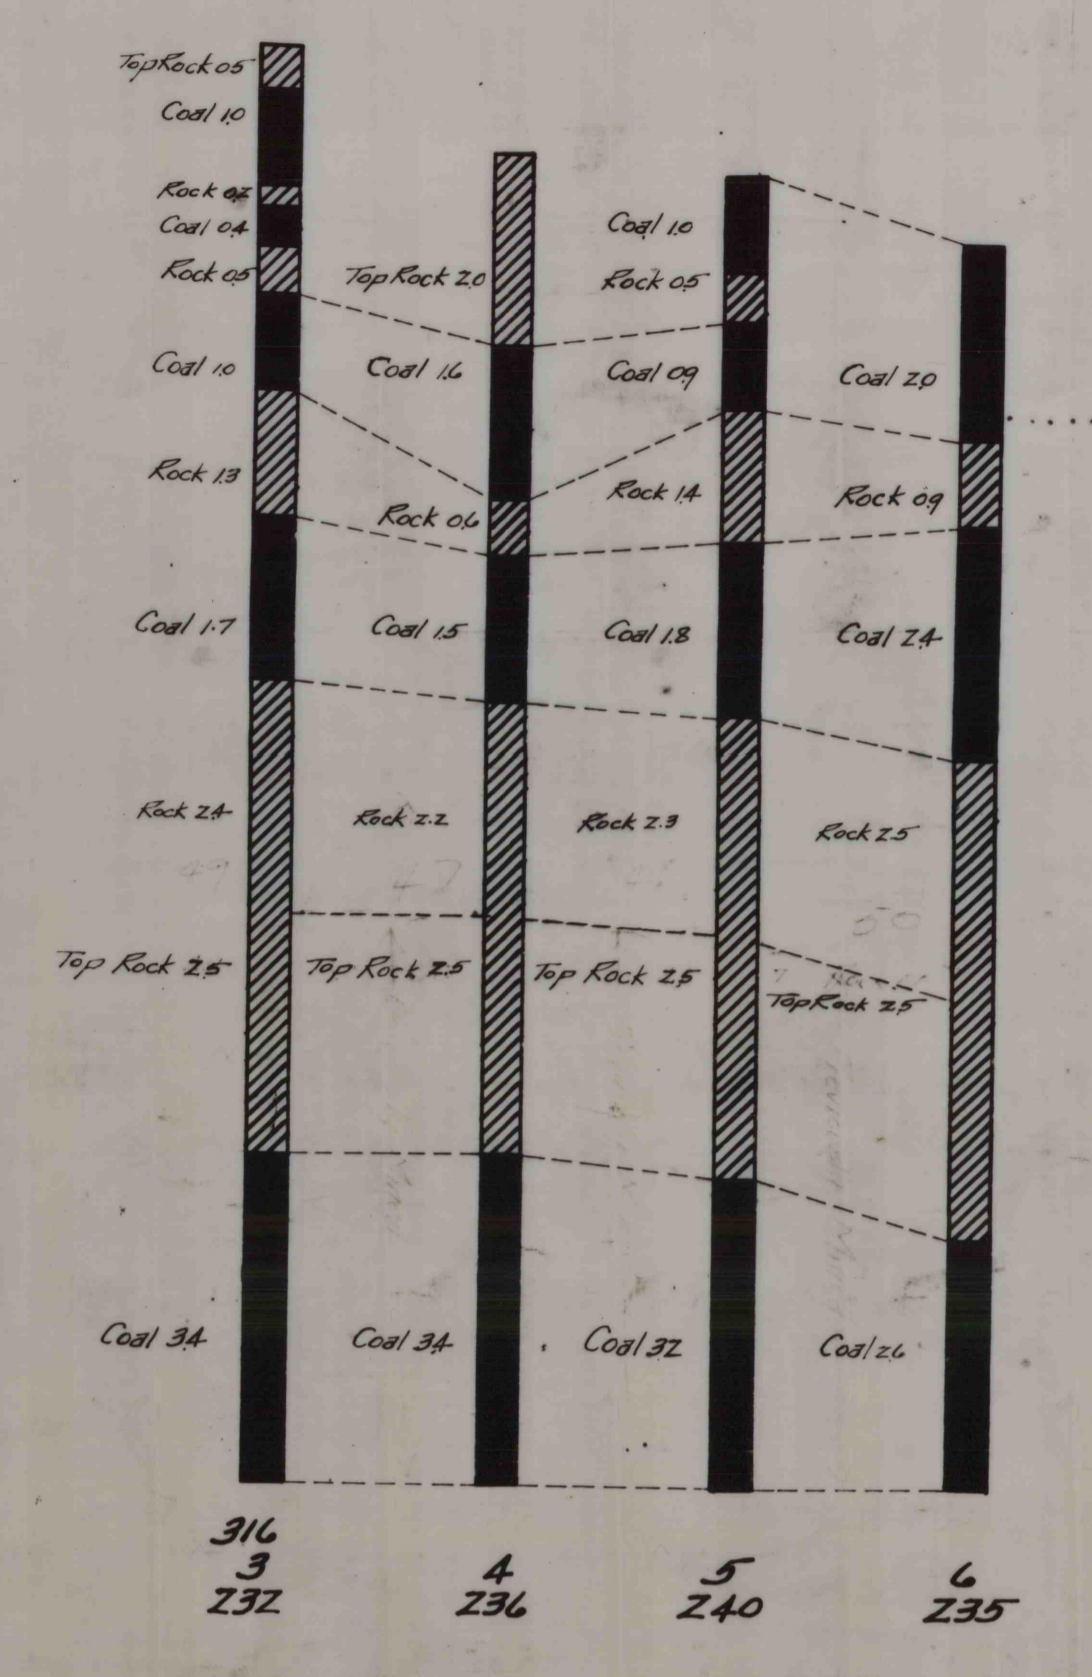 Top Rock 0.5
Coal 1.0
Rock 0.2
Coal 0.4
Rock 0.5
Coal 1.0
Rock 1.3
Coal 1.7
Rock 2.4
Top Rock 2.5
Coal 3.4
316
3
232
Top Rock 2.0
Coal 1.6
Rock 0.6
Coal 1.5
Rock 2.2
Top Rock 2.5
Coal 3.4
4
236
Coal 1.0
Rock 0.5
Coal 0.9
Rock 1.4
Coal 1.8
Rock 2.3
Top Rock 2.5
Coal 3.2
5
240
Coal 2.0
Rock 0.9
Coal 2.4
Rock 2.5
Top Rock 2.5
Coal 2.6
6
235